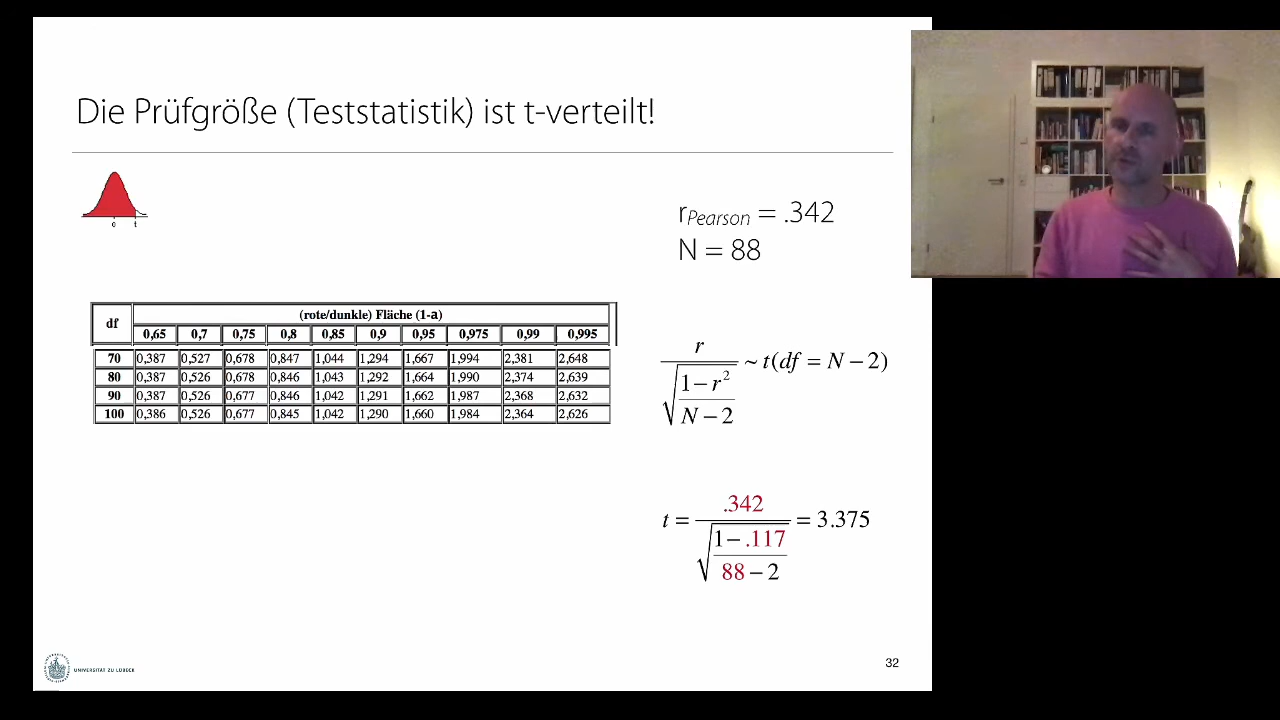 Die Prüfgröße (Teststatistik) ist t-verteilt!
0 t
r_Pearson = .342
N = 88
df (rote/dunkle) Fläche (1-a)
0,65 0,7 0,75 0,8 0,85 0,9 0,95 0,975 0,99 0,995
70 0,387 0,527 0,678 0,847 1,044 1,294 1,667 1,994 2,381 2,648
80 0,387 0,526 0,678 0,846 1,043 1,292 1,664 1,990 2,374 2,639
90 0,387 0,526 0,677 0,846 1,042 1,291 1,662 1,987 2,368 2,632
100 0,386 0,526 0,677 0,845 1,042 1,290 1,660 1,984 2,364 2,626
r
~ t(df = N − 2)
√ 1 − r²
N − 2
.342
t = = 3.375
√ 1 − .117
88 − 2
UNIVERSITÄT ZU LÜBECK
32